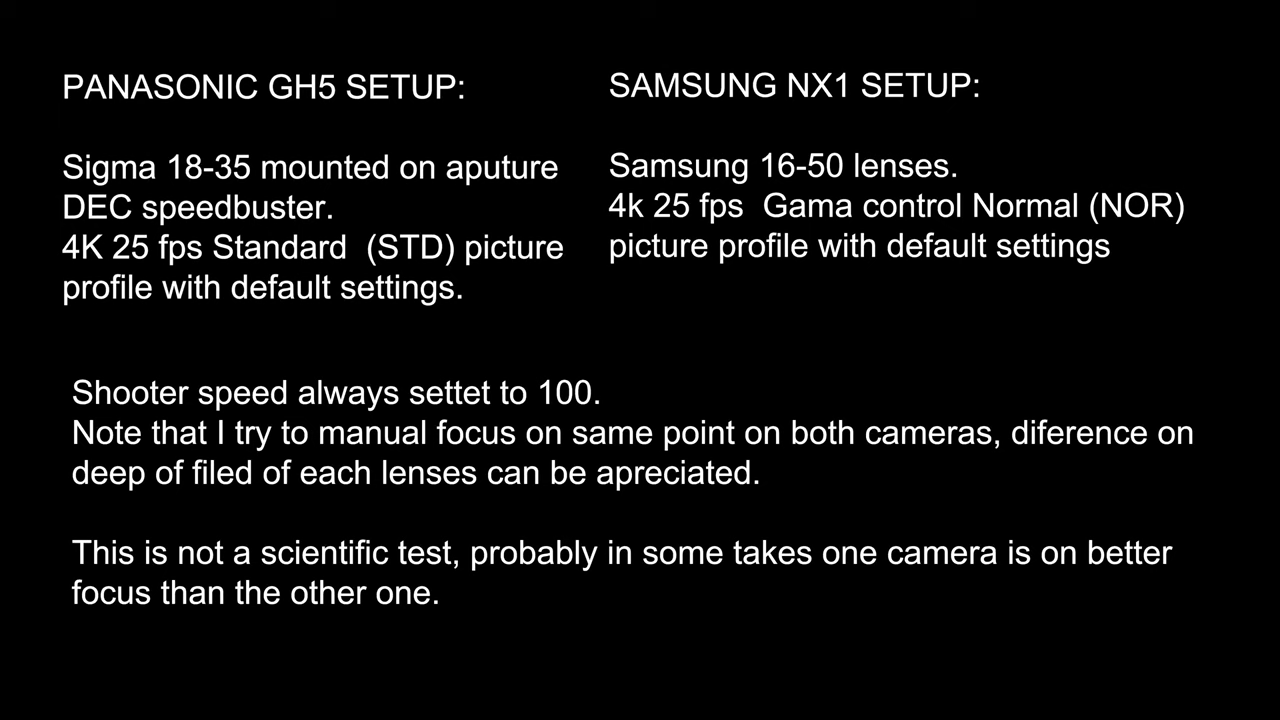 PANASONIC GH5 SETUP:
Sigma 18-35 mounted on aputure
DEC speedbuster.
4K 25 fps Standard  (STD) picture
profile with default settings.
SAMSUNG NX1 SETUP:
Samsung 16-50 lenses.
4k 25 fps  Gama control Normal (NOR)
picture profile with default settings
Shooter speed always settet to 100.
Note that I try to manual focus on same point on both cameras, diference on
deep of filed of each lenses can be apreciated.
This is not a scientific test, probably in some takes one camera is on better
focus than the other one.